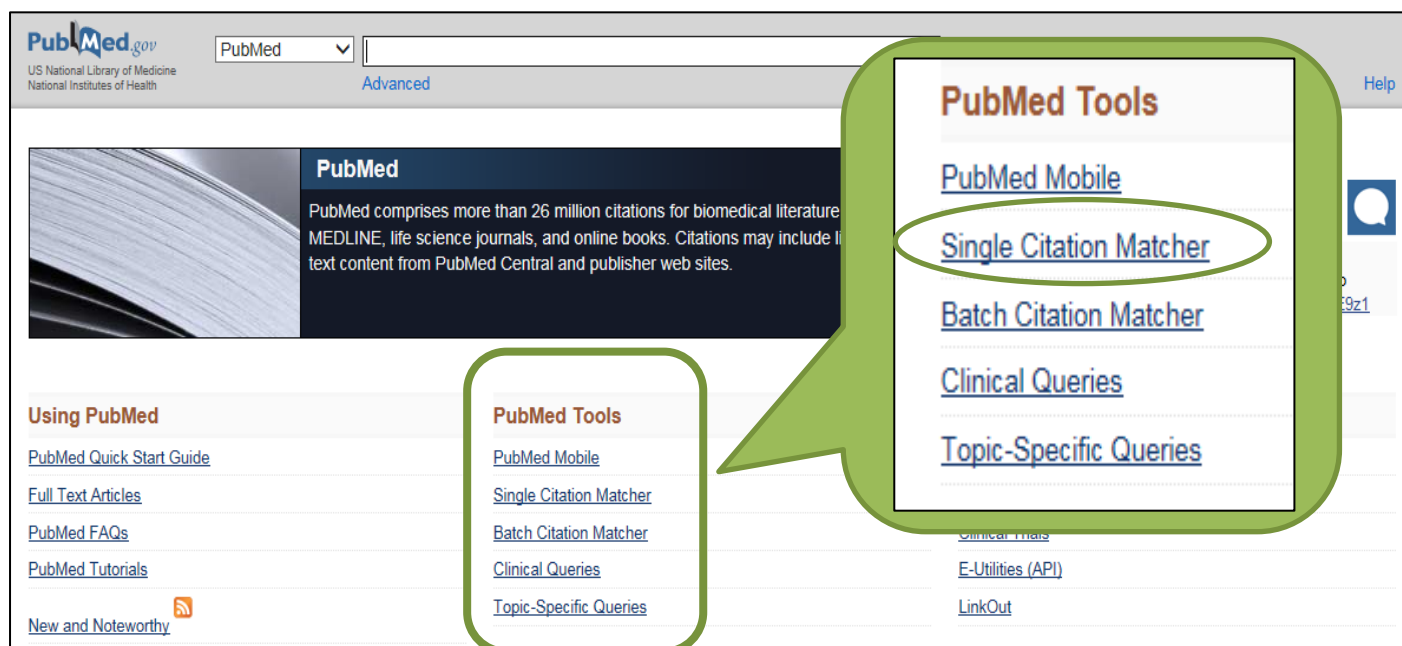 PubMed.gov
US National Library of Medicine
National Institutes of Health
PubMed
Advanced
Help
PubMed
PubMed comprises more than 26 million citations for biomedical literature
MEDLINE, life science journals, and online books. Citations may include
text content from PubMed Central and publisher web sites.
PubMed Tools
PubMed Mobile
Single Citation Matcher
Batch Citation Matcher
Clinical Queries
Topic-Specific Queries
E9z1
Using PubMed
PubMed Quick Start Guide
Full Text Articles
PubMed FAQs
PubMed Tutorials
New and Noteworthy
PubMed Tools
PubMed Mobile
Single Citation Matcher
Batch Citation Matcher
Clinical Queries
Topic-Specific Queries
Clinical Trials
E-Utilities (API)
LinkOut